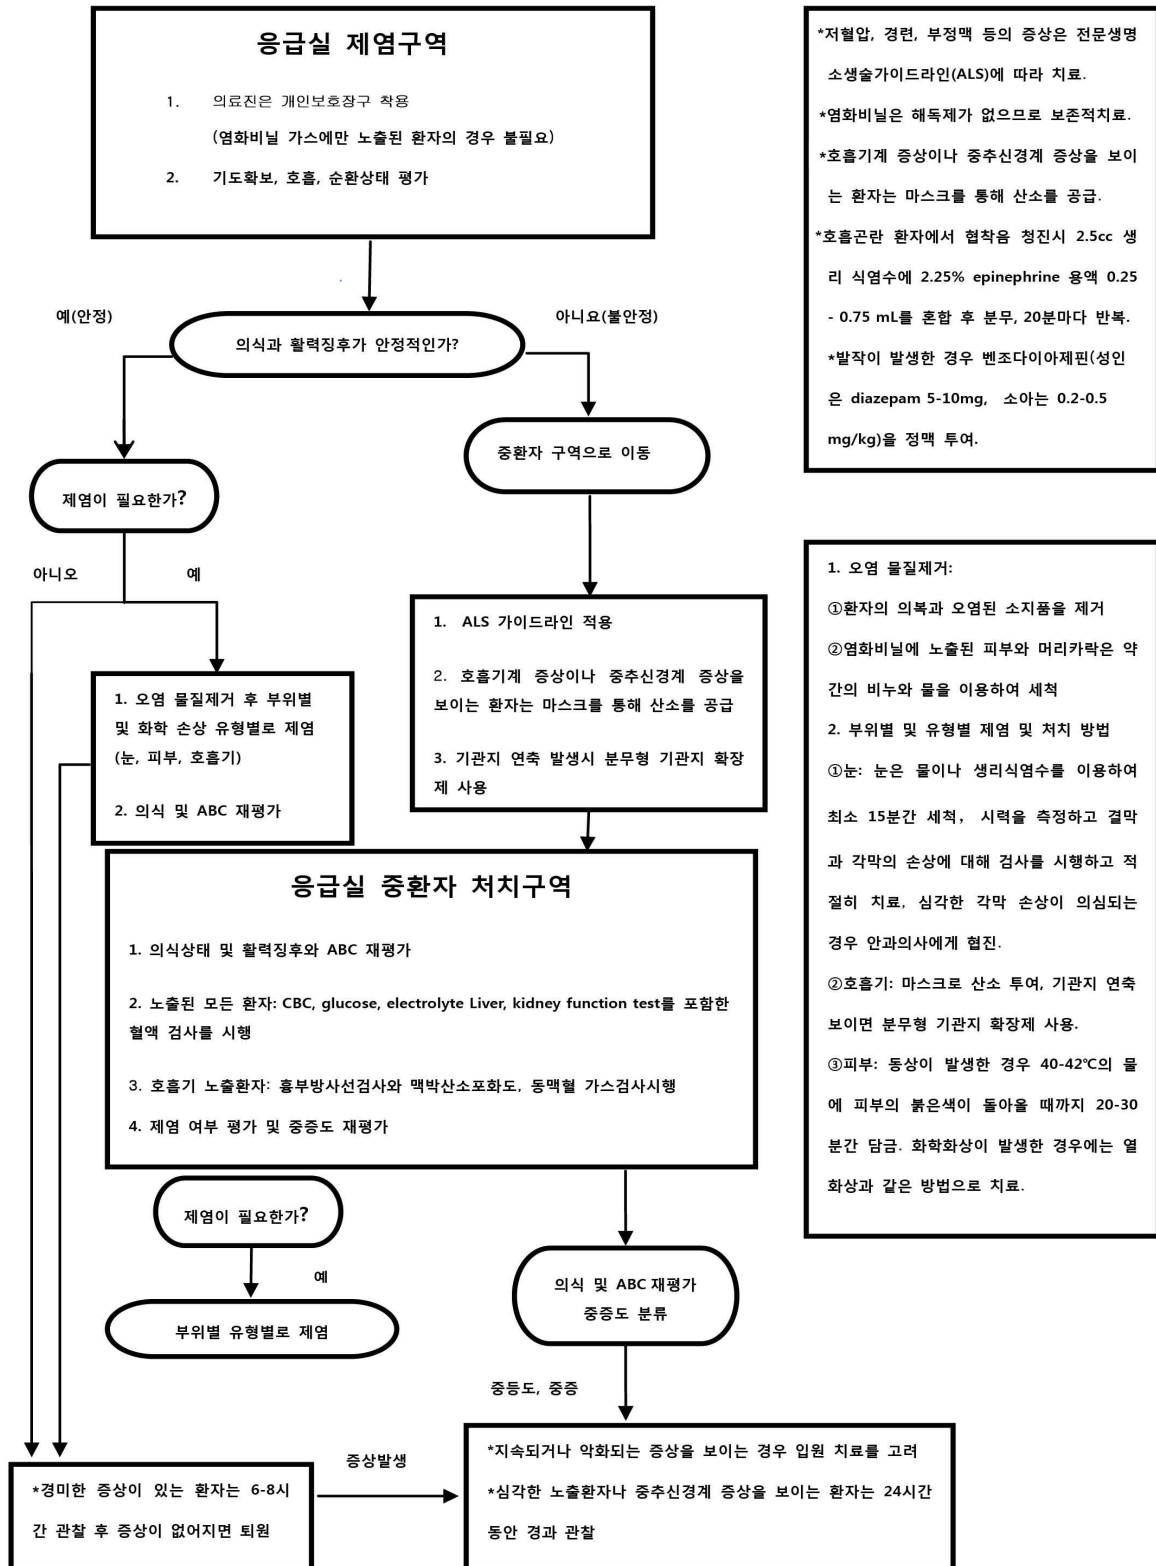 응급실 제염구역
1. 의료진은 개인보호장구 착용
(염화비닐 가스에만 노출된 환자의 경우 불필요)
2. 기도확보, 호흡, 순환상태 평가
예(안정)
아니요(불안정)
의식과 활력징후가 안정적인가?
중환자 구역으로 이동
제염이 필요한가?
아니오
예
1. 오염 물질제거 후 부위별
및 화학 손상 유형별로 제염
(눈, 피부, 호흡기)
2. 의식 및 ABC 재평가
1. ALS 가이드라인 적용
2. 호흡기계 증상이나 중추신경계 증상을
보이는 환자는 마스크를 통해 산소를 공급
3. 기관지 연축 발생시 분무형 기관지 확장
제 사용
응급실 중환자 처치구역
1. 의식상태 및 활력징후와 ABC 재평가
2. 노출된 모든 환자: CBC, glucose, electrolyte Liver, kidney function test를 포함한
혈액 검사를 시행
3. 호흡기 노출환자: 흉부방사선검사와 맥박산소포화도, 동맥혈 가스검사시행
4. 제염 여부 평가 및 중증도 재평가
제염이 필요한가?
예
부위별 유형별로 제염
의식 및 ABC 재평가
중증도 분류
중등도, 중증
*경미한 증상이 있는 환자는 6-8시
간 관찰 후 증상이 없어지면 퇴원
증상발생
*지속되거나 악화되는 증상을 보이는 경우 입원 치료를 고려
*심각한 노출환자나 중추신경계 증상을 보이는 환자는 24시간
동안 경과 관찰
*저혈압, 경련, 부정맥 등의 증상은 전문생명
소생술가이드라인(ALS)에 따라 치료.
*염화비닐은 해독제가 없으므로 보존적치료.
*호흡기계 증상이나 중추신경계 증상을 보이
는 환자는 마스크를 통해 산소를 공급.
*호흡곤란 환자에서 협착음 청진시 2.5cc 생
리 식염수에 2.25% epinephrine 용액 0.25
- 0.75 mL를 혼합 후 분무, 20분마다 반복.
*발작이 발생한 경우 벤조다이아제핀(성인
은 diazepam 5-10mg, 소아는 0.2-0.5
mg/kg)을 정맥 투여.
1. 오염 물질제거:
①환자의 의복과 오염된 소지품을 제거
②염화비닐에 노출된 피부와 머리카락은 약
간의 비누와 물을 이용하여 세척
2. 부위별 및 유형별 제염 및 처치 방법
①눈: 눈은 물이나 생리식염수를 이용하여
최소 15분간 세척, 시력을 측정하고 결막
과 각막의 손상에 대해 검사를 시행하고 적
절히 치료, 심각한 각막 손상이 의심되는
경우 안과의사에게 협진.
②호흡기: 마스크로 산소 투여, 기관지 연축
보이면 분무형 기관지 확장제 사용.
③피부: 동상이 발생한 경우 40-42℃의 물
에 피부의 붉은색이 돌아올 때까지 20-30
분간 담금. 화학화상이 발생한 경우에는 열
화상과 같은 방법으로 치료.